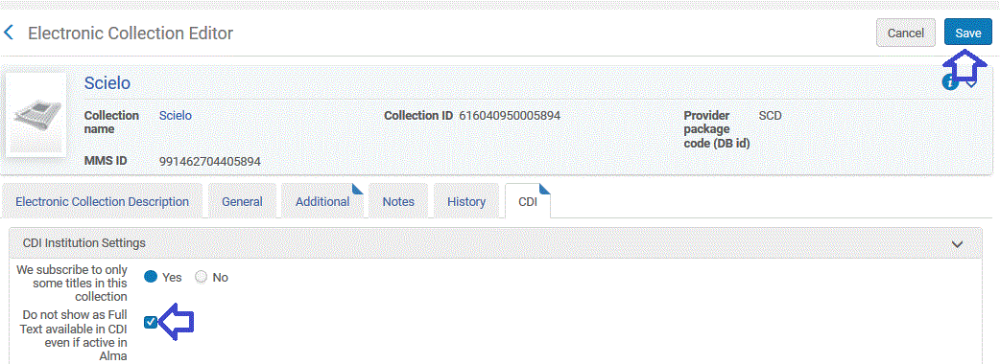 Electronic Collection Editor
Cancel
Save
Scielo
Collection name
Scielo
Collection ID
616040950005894
Provider package code (DB id)
SCD
MMS ID
991462704405894
Electronic Collection Description
General
Additional
Notes
History
CDI
CDI Institution Settings
We subscribe to only
some titles in this
collection
Yes
No
Do not show as Full
Text available in CDI
even if active in
Alma